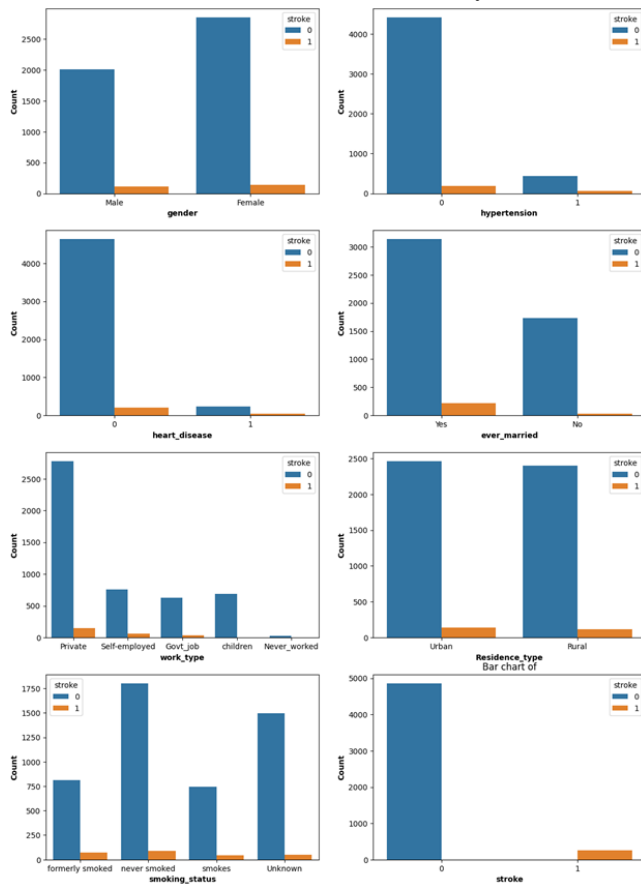 stroke
0
1
2500
2000
1500
1000
500
0
Count
Male Female
gender
stroke
0
1
4000
3000
2000
1000
0
Count
0 1
hypertension
stroke
0
1
4000
3000
2000
1000
0
Count
0 1
heart_disease
stroke
0
1
3000
2500
2000
1500
1000
500
0
Count
Yes No
ever_married
stroke
0
1
2500
2000
1500
1000
500
0
Count
Private Self-employed Govt_job children Never_worked
work_type
stroke
0
1
2500
2000
1500
1000
500
0
Count
Urban Rural
Residence_type
stroke
0
1
1750
1500
1250
1000
750
500
250
0
Count
formerly smoked never smoked smokes Unknown
smoking_status
Bar chart of
stroke
0
1
5000
4000
3000
2000
1000
0
Count
0 1
stroke